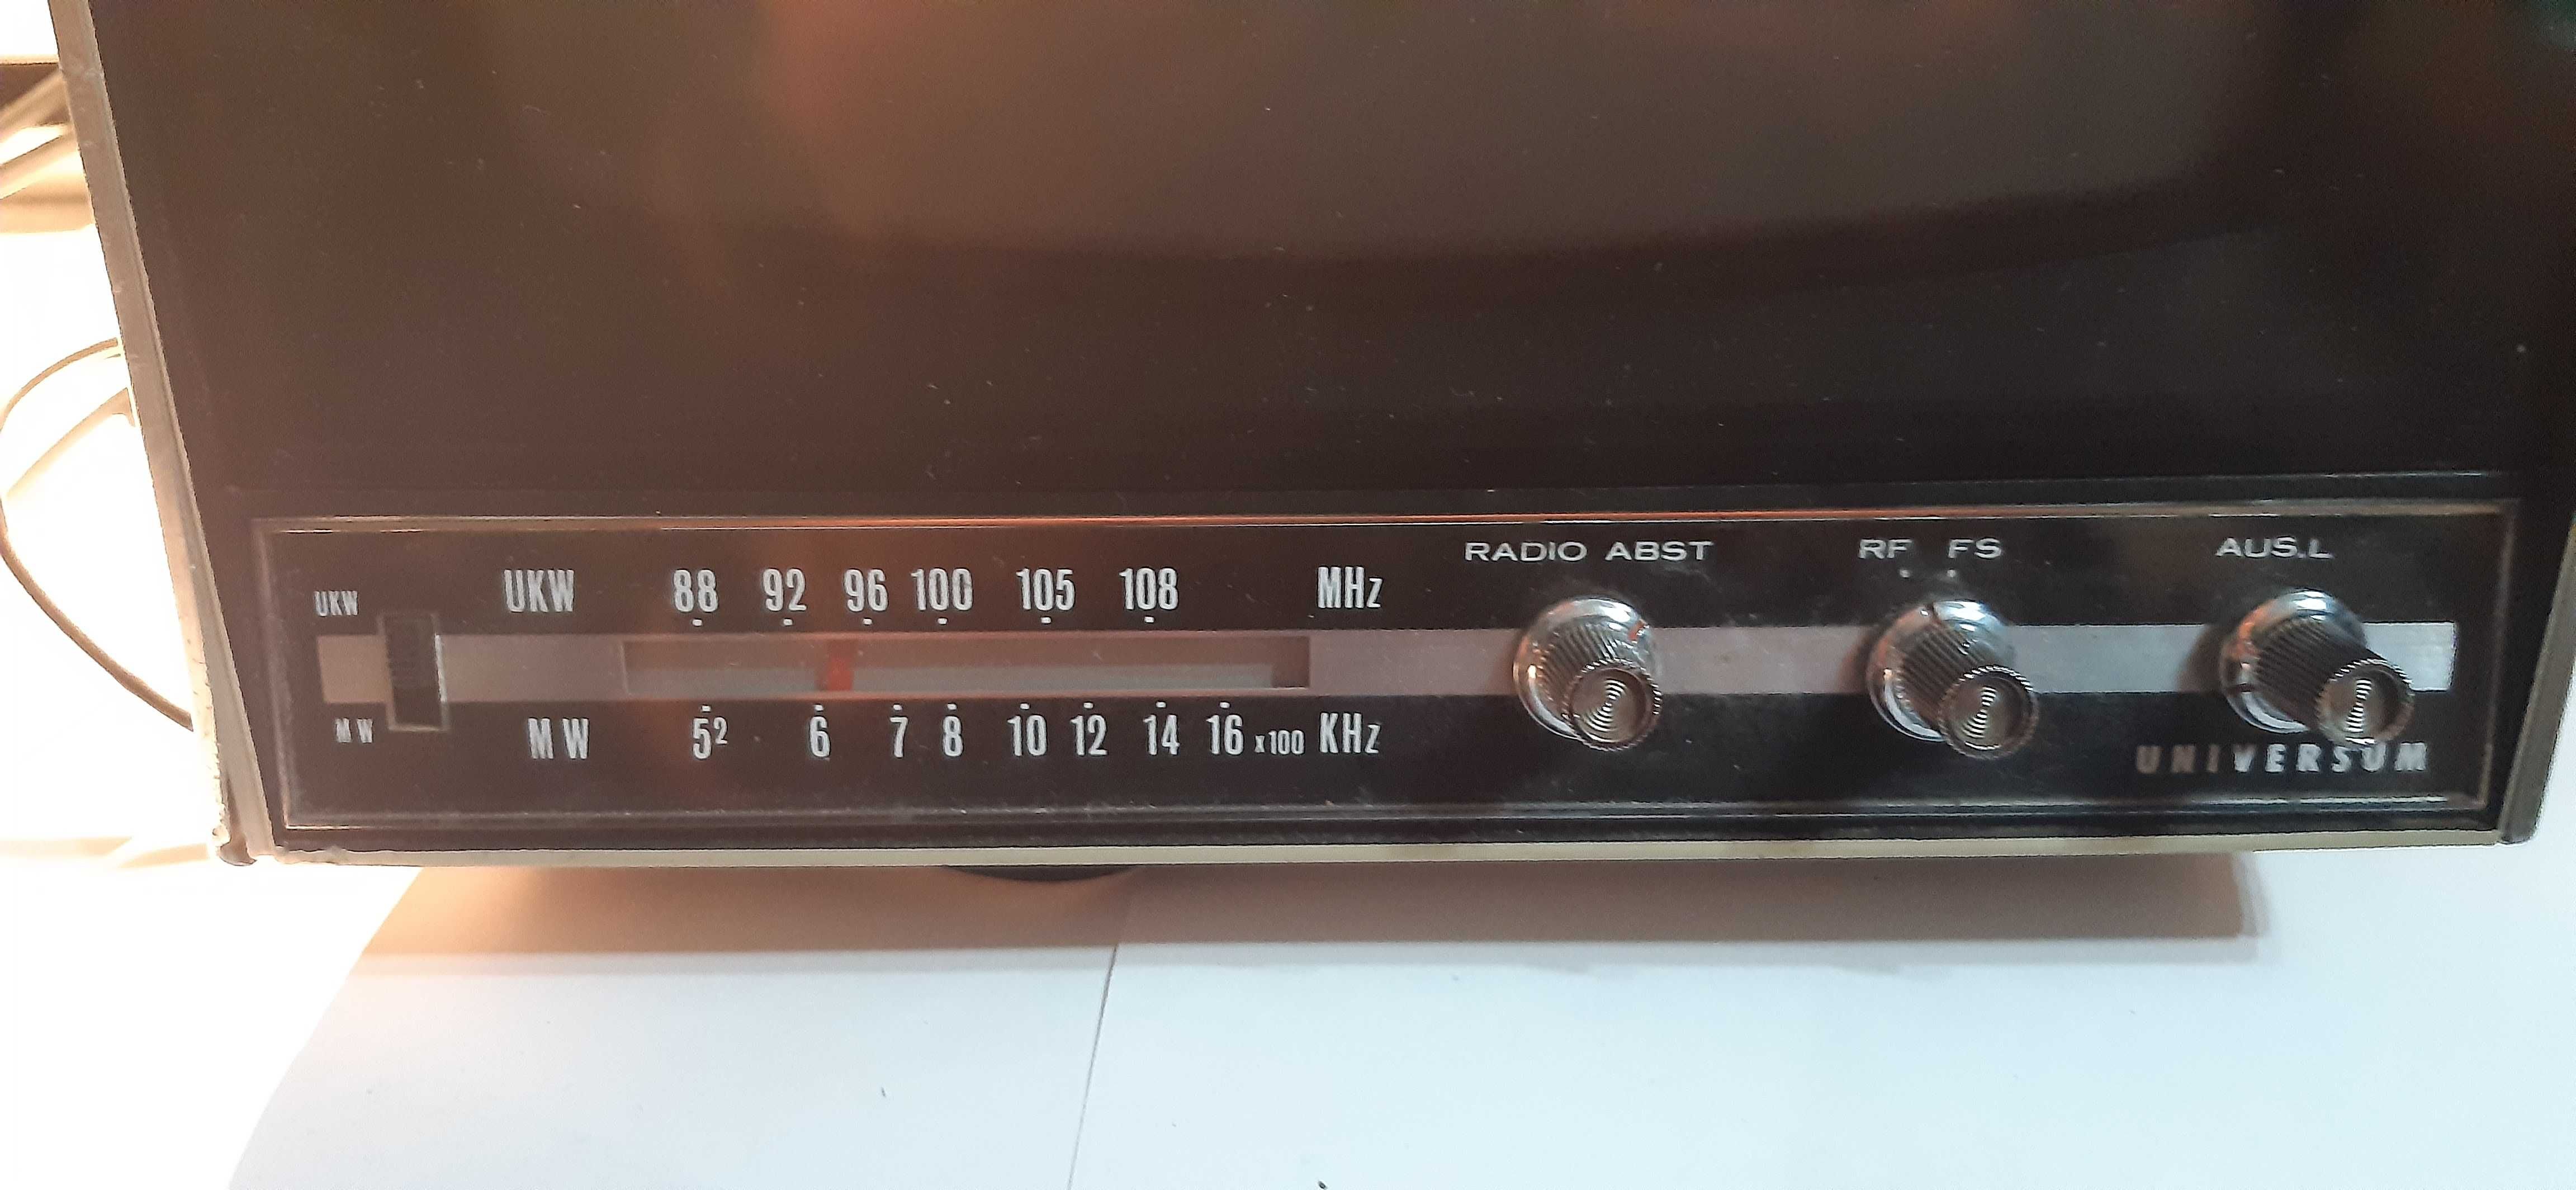 RADIO ABST RF FS AUS.L
UKW UKW 88 92 96 100 105 108 MHz
MW MW 5² 6 7 8 10 12 14 16 x100 KHz
UNIVERSUM